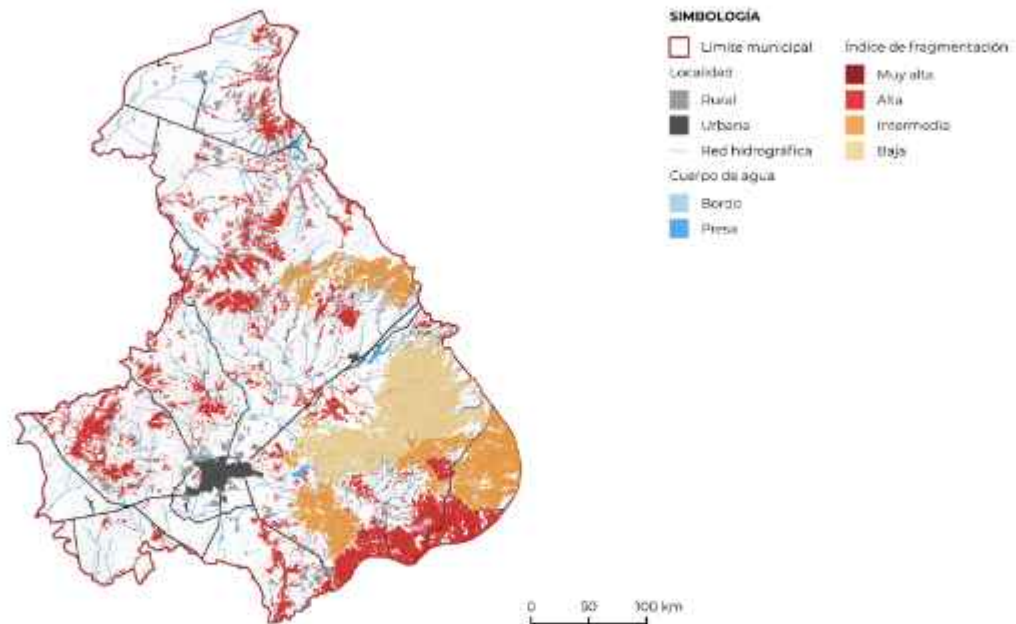 SIMBOLOGÍA
Límite municipal
Localidad
Rural
Urbana
Red hidrográfica
Cuerpo de agua
Bordo
Presa
Índice de fragmentación
Muy alta
Alta
Intermedia
Baja
0 50 100 km